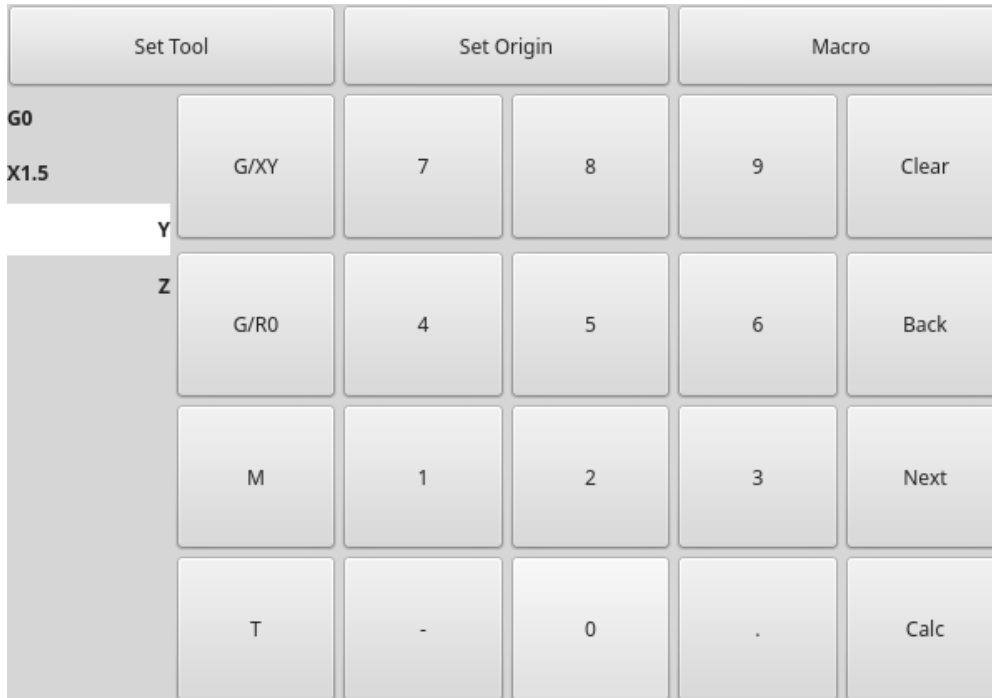 Set Tool Set Origin Macro
G0
X1.5
G/XY 7 8 9 Clear
Y
Z
G/R0 4 5 6 Back
M 1 2 3 Next
T - 0 . Calc